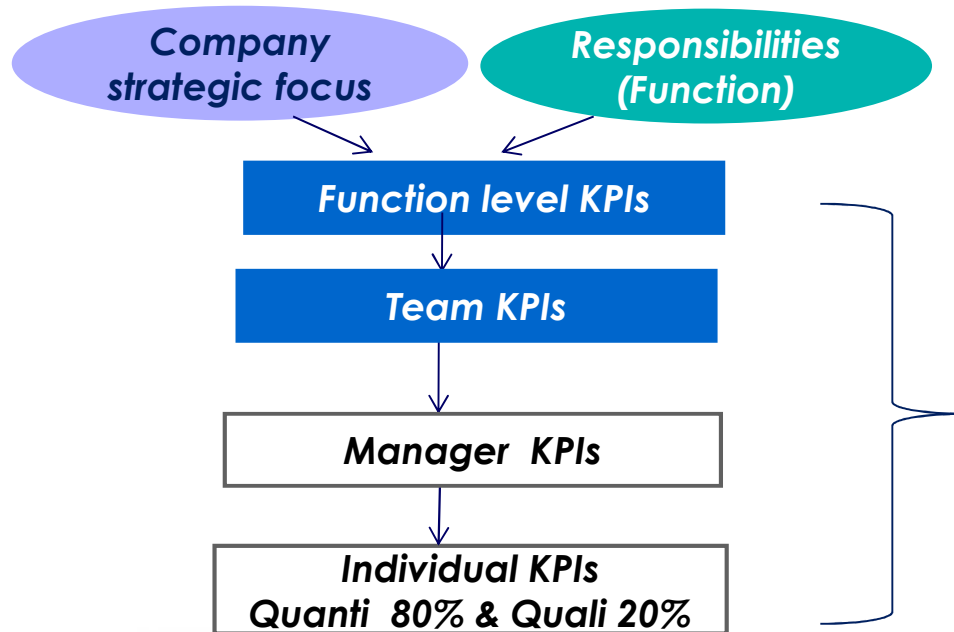 Company
strategic focus
Responsibilities
(Function)
Function level KPIs
Team KPIs
Manager KPIs
Individual KPIs
Quanti 80% & Quali 20%